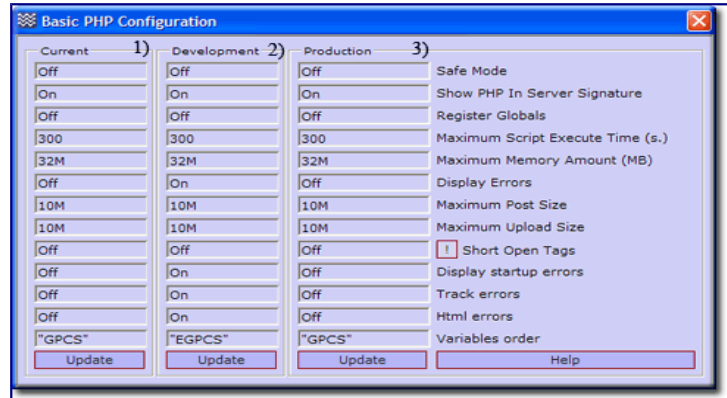 Basic PHP Configuration
Current 1) Development 2) Production 3)
Off Off Off Safe Mode
On On On Show PHP In Server Signature
Off Off Off Register Globals
300 300 300 Maximum Script Execute Time (s.)
32M 32M 32M Maximum Memory Amount (MB)
Off On Off Display Errors
10M 10M 10M Maximum Post Size
10M 10M 10M Maximum Upload Size
Off Off Off ! Short Open Tags
Off On Off Display startup errors
Off On Off Track errors
Off On Off Html errors
"GPCS" "EGPCS" "GPCS" Variables order
Update Update Update Help